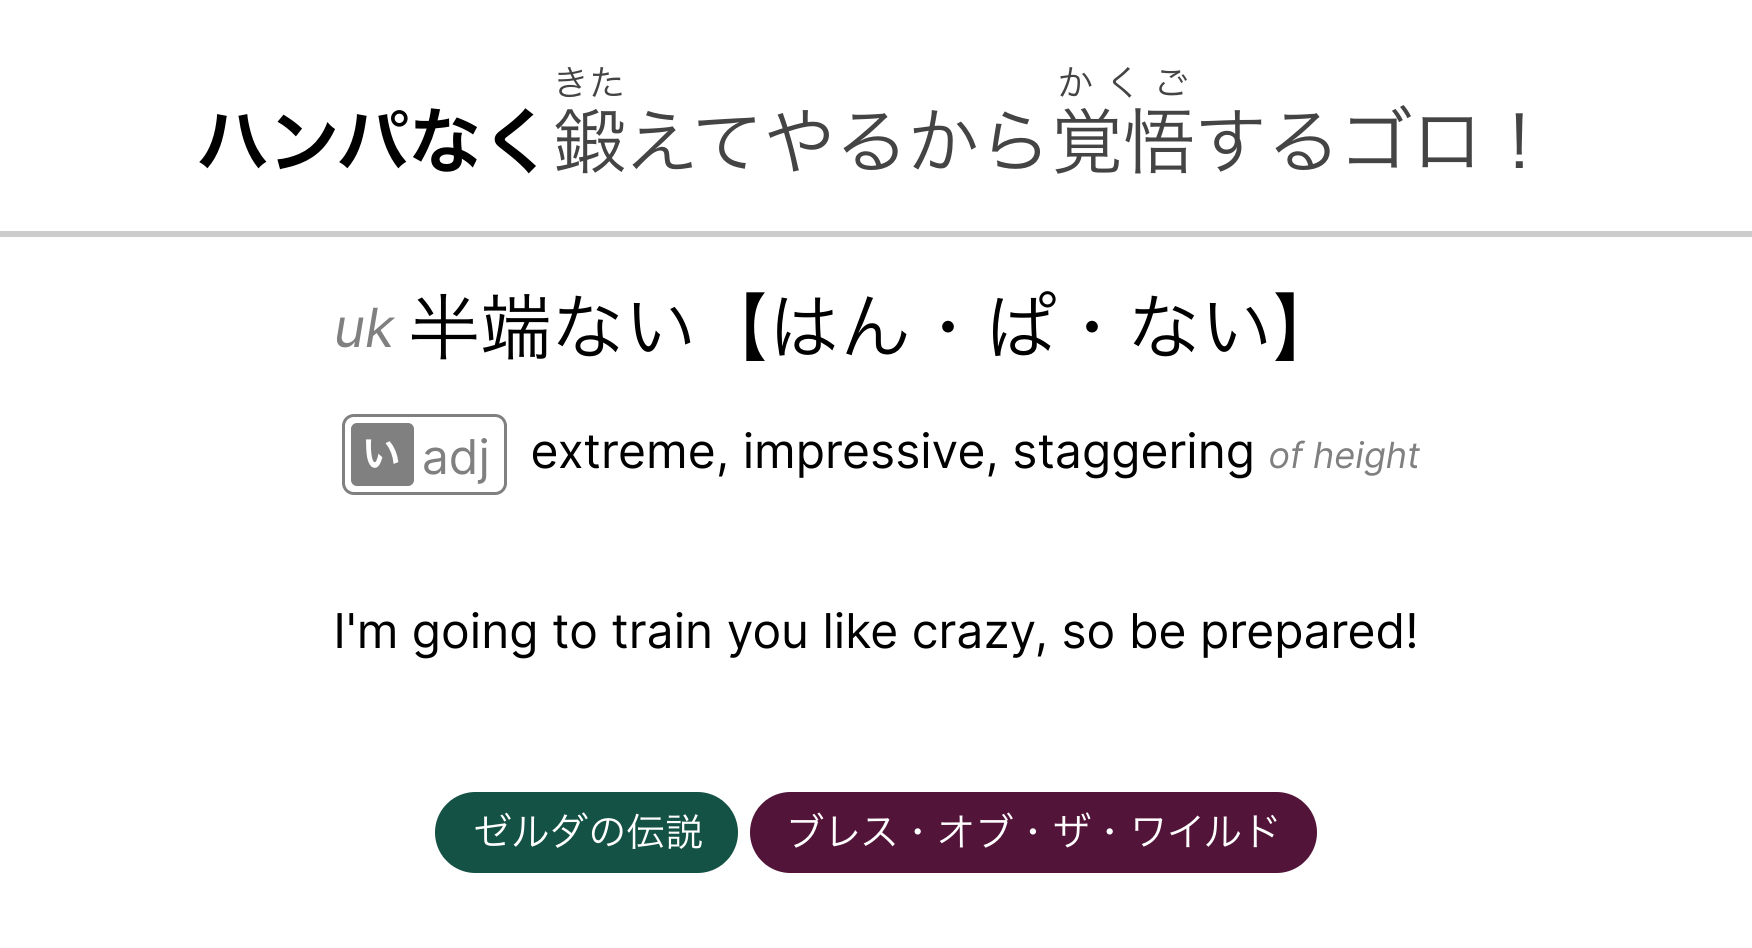 きた かくご
ハンパなく鍛えてやるから覚悟するゴロ！
uk 半端ない【はん・ぱ・ない】
い adj extreme, impressive, staggering of height
I'm going to train you like crazy, so be prepared!
ゼルダの伝説 ブレス・オブ・ザ・ワイルド